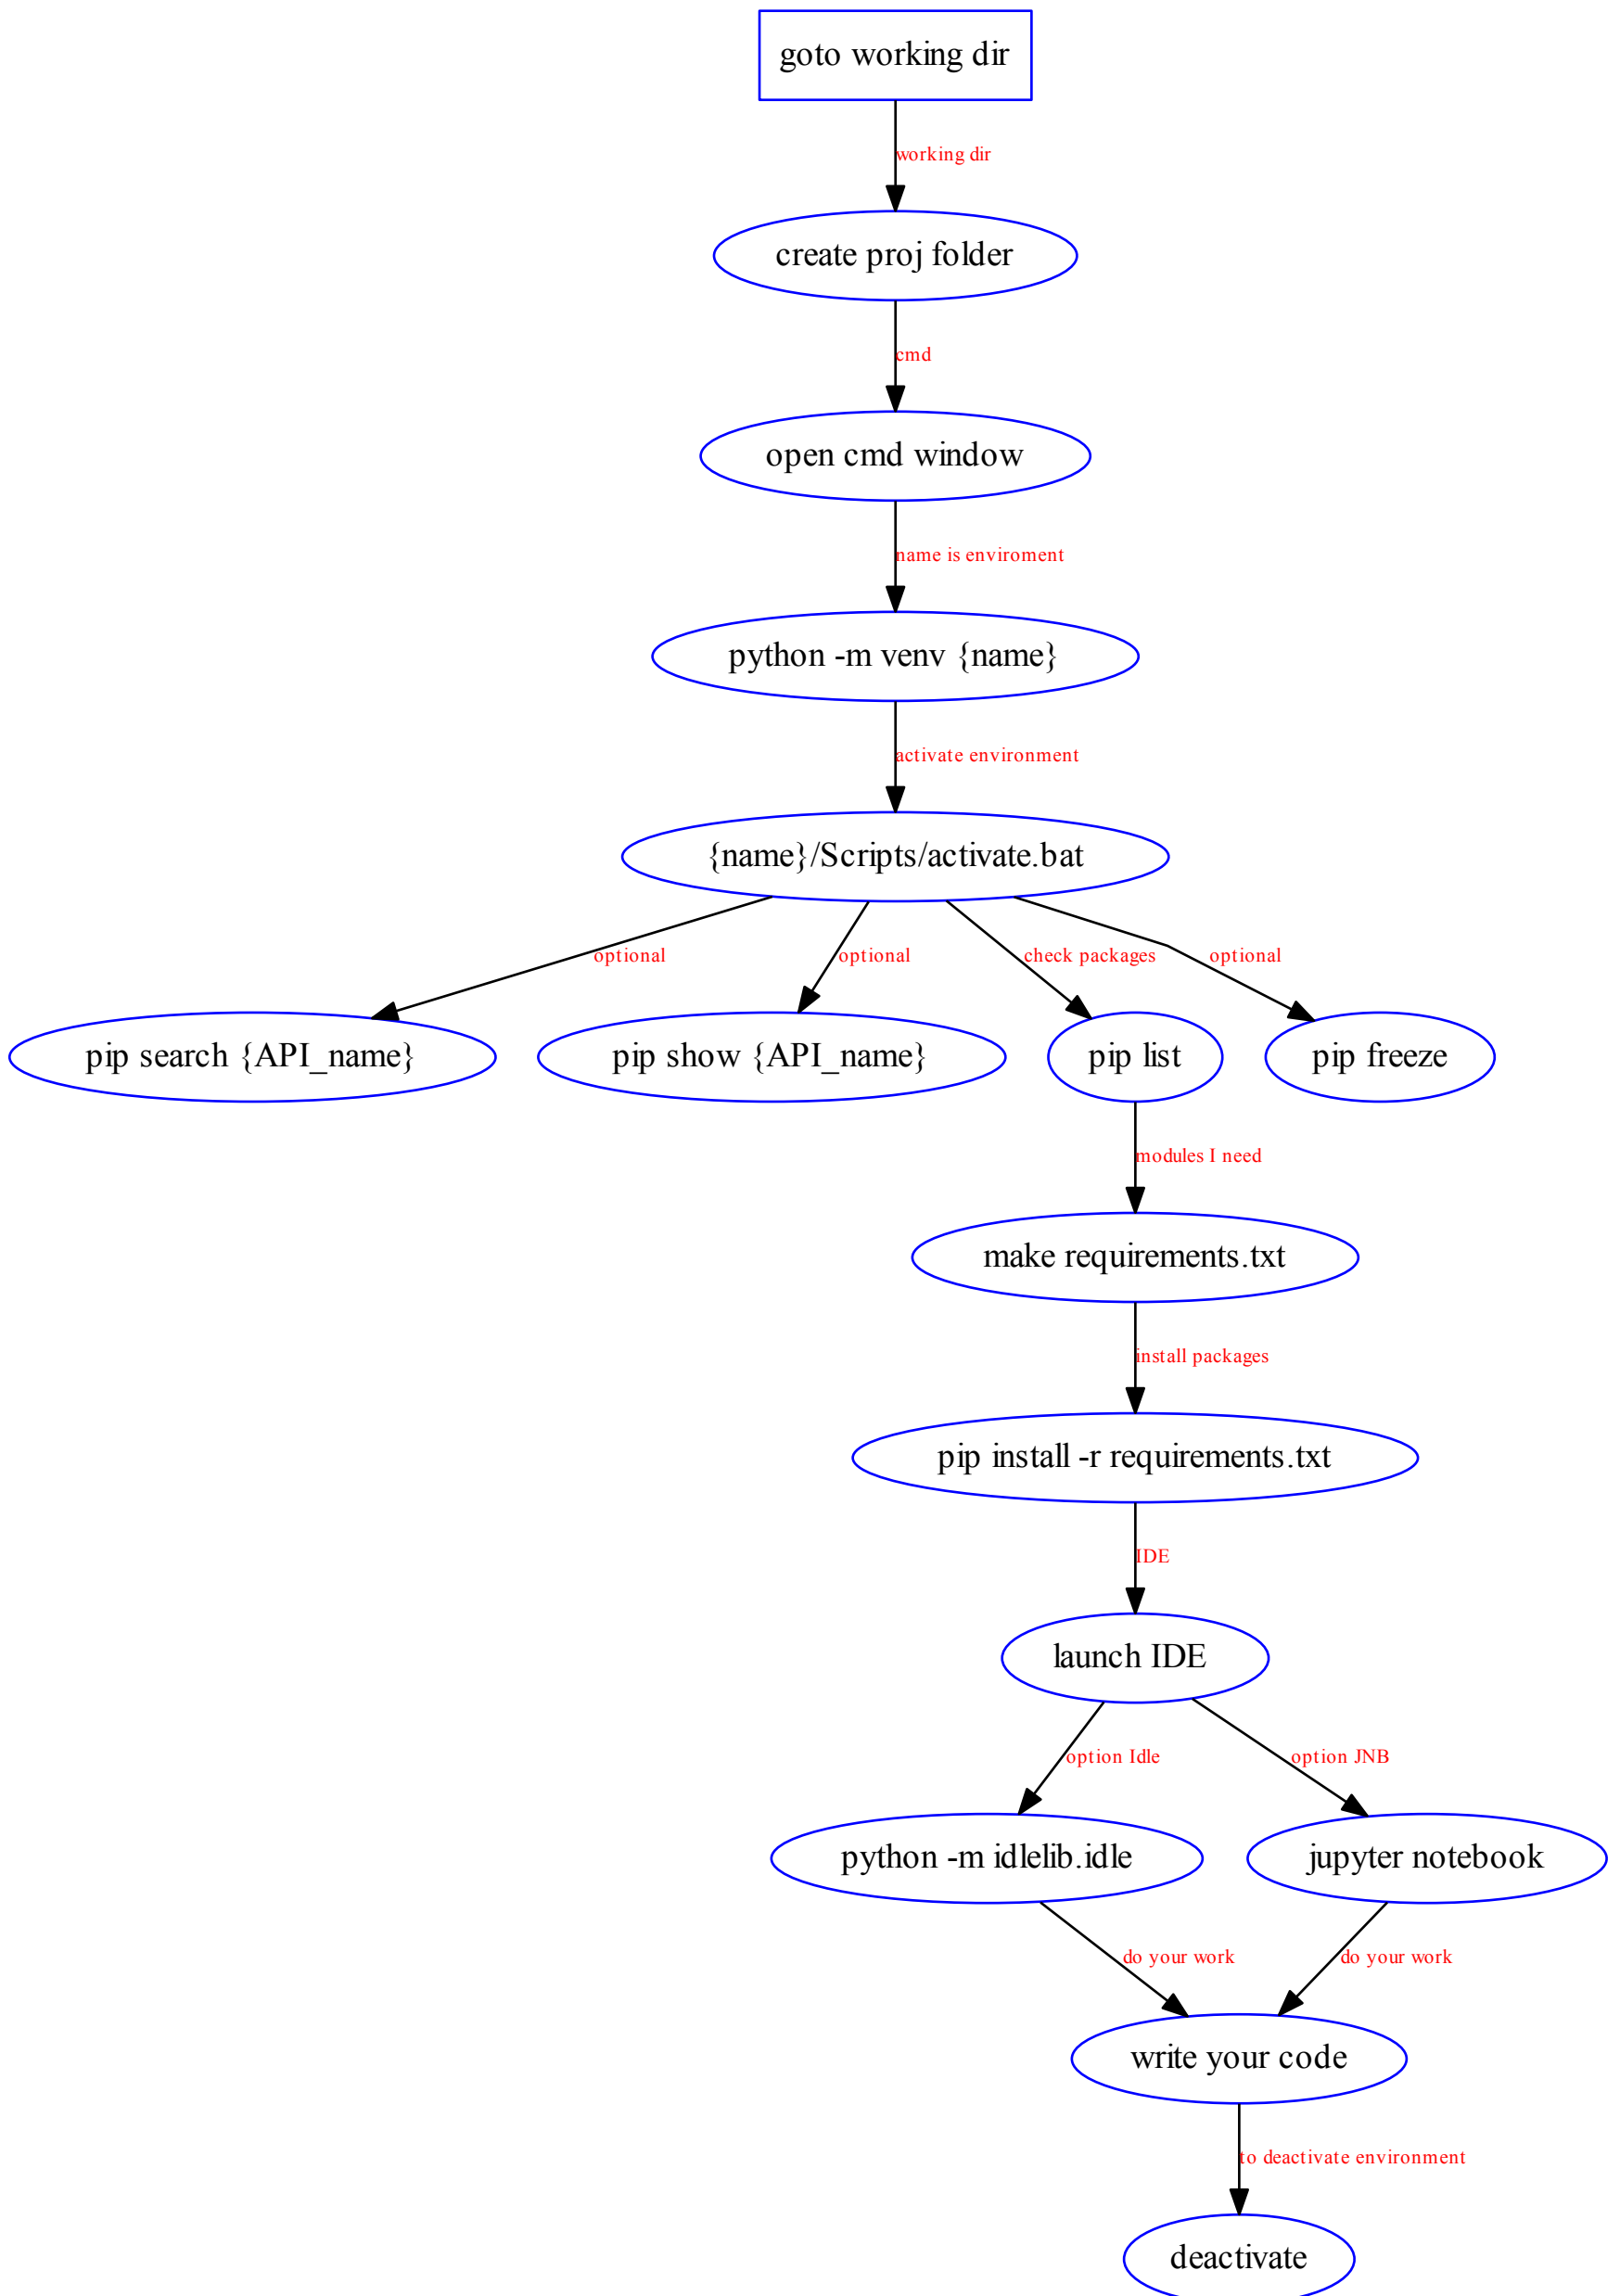 goto working dir
working dir
create proj folder
cmd
open cmd window
name is enviroment
python -m venv {name}
activate environment
{name}/Scripts/activate.bat
optional
optional
check packages
optional
pip search {API_name}
pip show {API_name}
pip list
pip freeze
modules I need
make requirements.txt
install packages
pip install -r requirements.txt
IDE
launch IDE
option Idle
option JNB
python -m idlelib.idle
jupyter notebook
do your work
do your work
write your code
to deactivate environment
deactivate